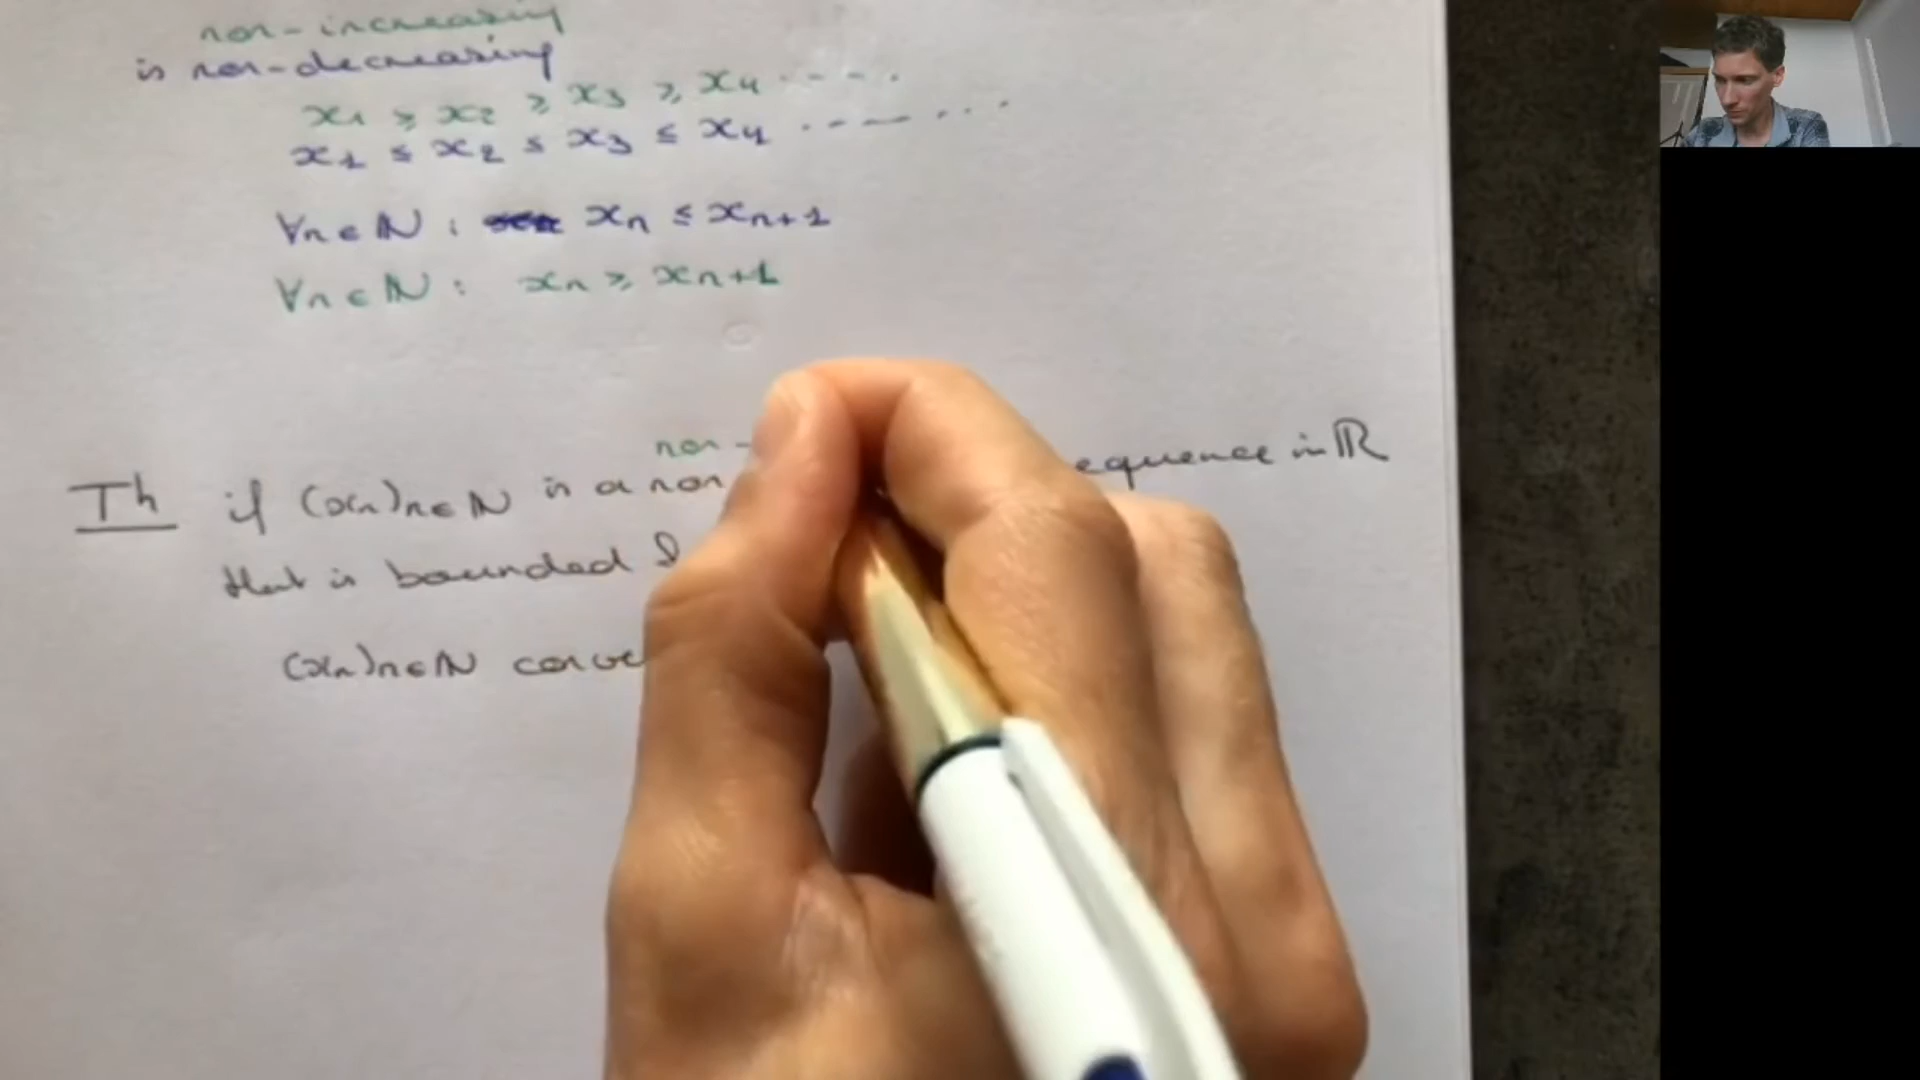 non-increasing
is non-decreasing
x₁ ⩾ x₂ ⩾ x₃ ⩾ x₄ -----
x₁ ≤ x₂ ≤ x₃ ≤ x₄ -------...
∀n∈ℕ : xₙ ≤ xₙ₊₁
∀n∈ℕ : xₙ ⩾ xₙ₊₁
non-
Th if (xₙ)n∈ℕ is a non equence in ℝ
that is bounded
(xₙ)n∈ℕ conve